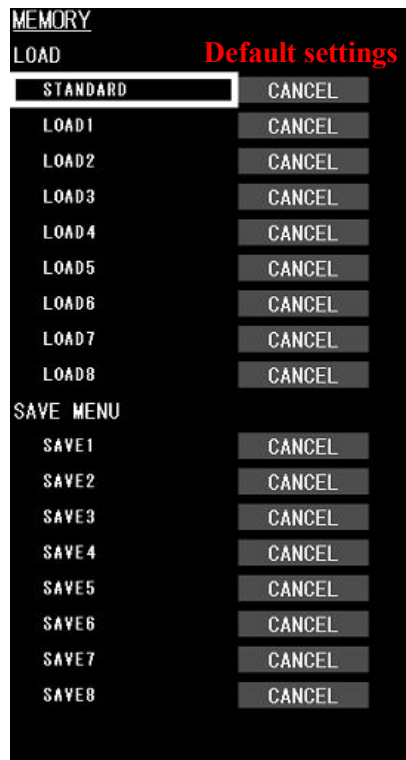 MEMORY
LOAD Default settings
STANDARD CANCEL
LOAD1 CANCEL
LOAD2 CANCEL
LOAD3 CANCEL
LOAD4 CANCEL
LOAD5 CANCEL
LOAD6 CANCEL
LOAD7 CANCEL
LOAD8 CANCEL
SAVE MENU
SAVE1 CANCEL
SAVE2 CANCEL
SAVE3 CANCEL
SAVE4 CANCEL
SAVE5 CANCEL
SAVE6 CANCEL
SAVE7 CANCEL
SAVE8 CANCEL